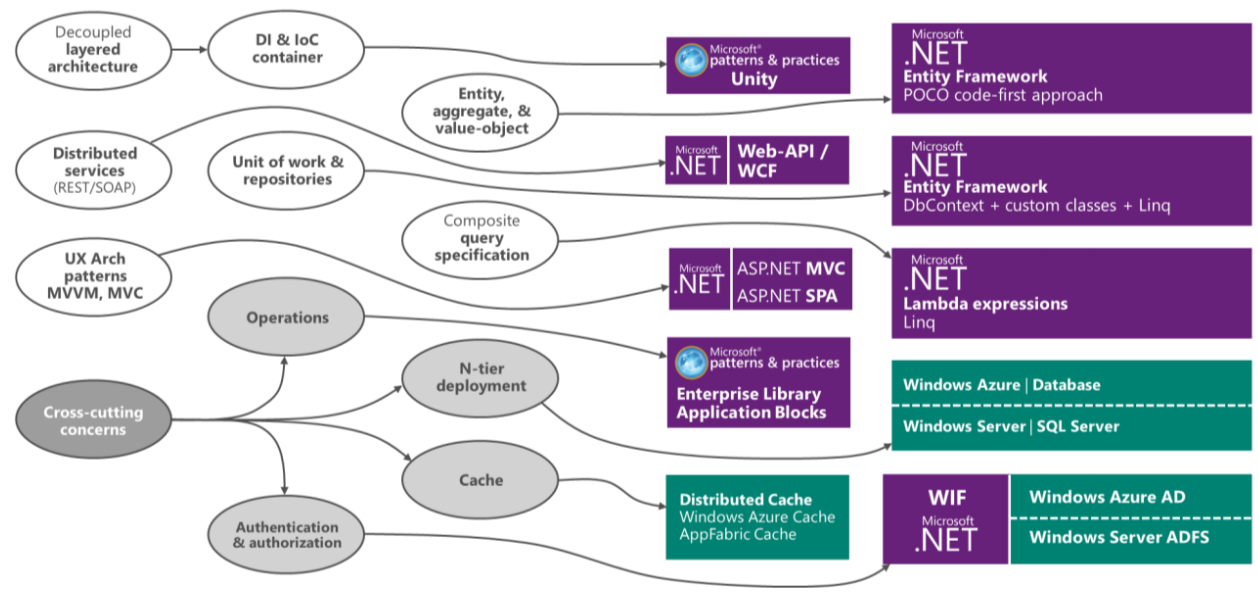 Decoupled
layered
architecture
DI & IoC
container
Microsoft®
patterns & practices
Unity
Microsoft
.NET
Entity Framework
POCO code-first approach
Entity,
aggregate, &
value-object
Distributed
services
(REST/SOAP)
Unit of work &
repositories
Microsoft
.NET
Web-API /
WCF
Microsoft
.NET
Entity Framework
DbContext + custom classes + Linq
Composite
query
specification
UX Arch
patterns
MVVM, MVC
Microsoft
.NET
ASP.NET MVC
ASP.NET SPA
Microsoft
.NET
Lambda expressions
Linq
Operations
Microsoft®
patterns & practices
Enterprise Library
Application Blocks
N-tier
deployment
Windows Azure | Database
Windows Server | SQL Server
Cross-cutting
concerns
Cache
Distributed Cache
Windows Azure Cache
AppFabric Cache
Authentication
& authorization
WIF
Microsoft
.NET
Windows Azure AD
Windows Server ADFS